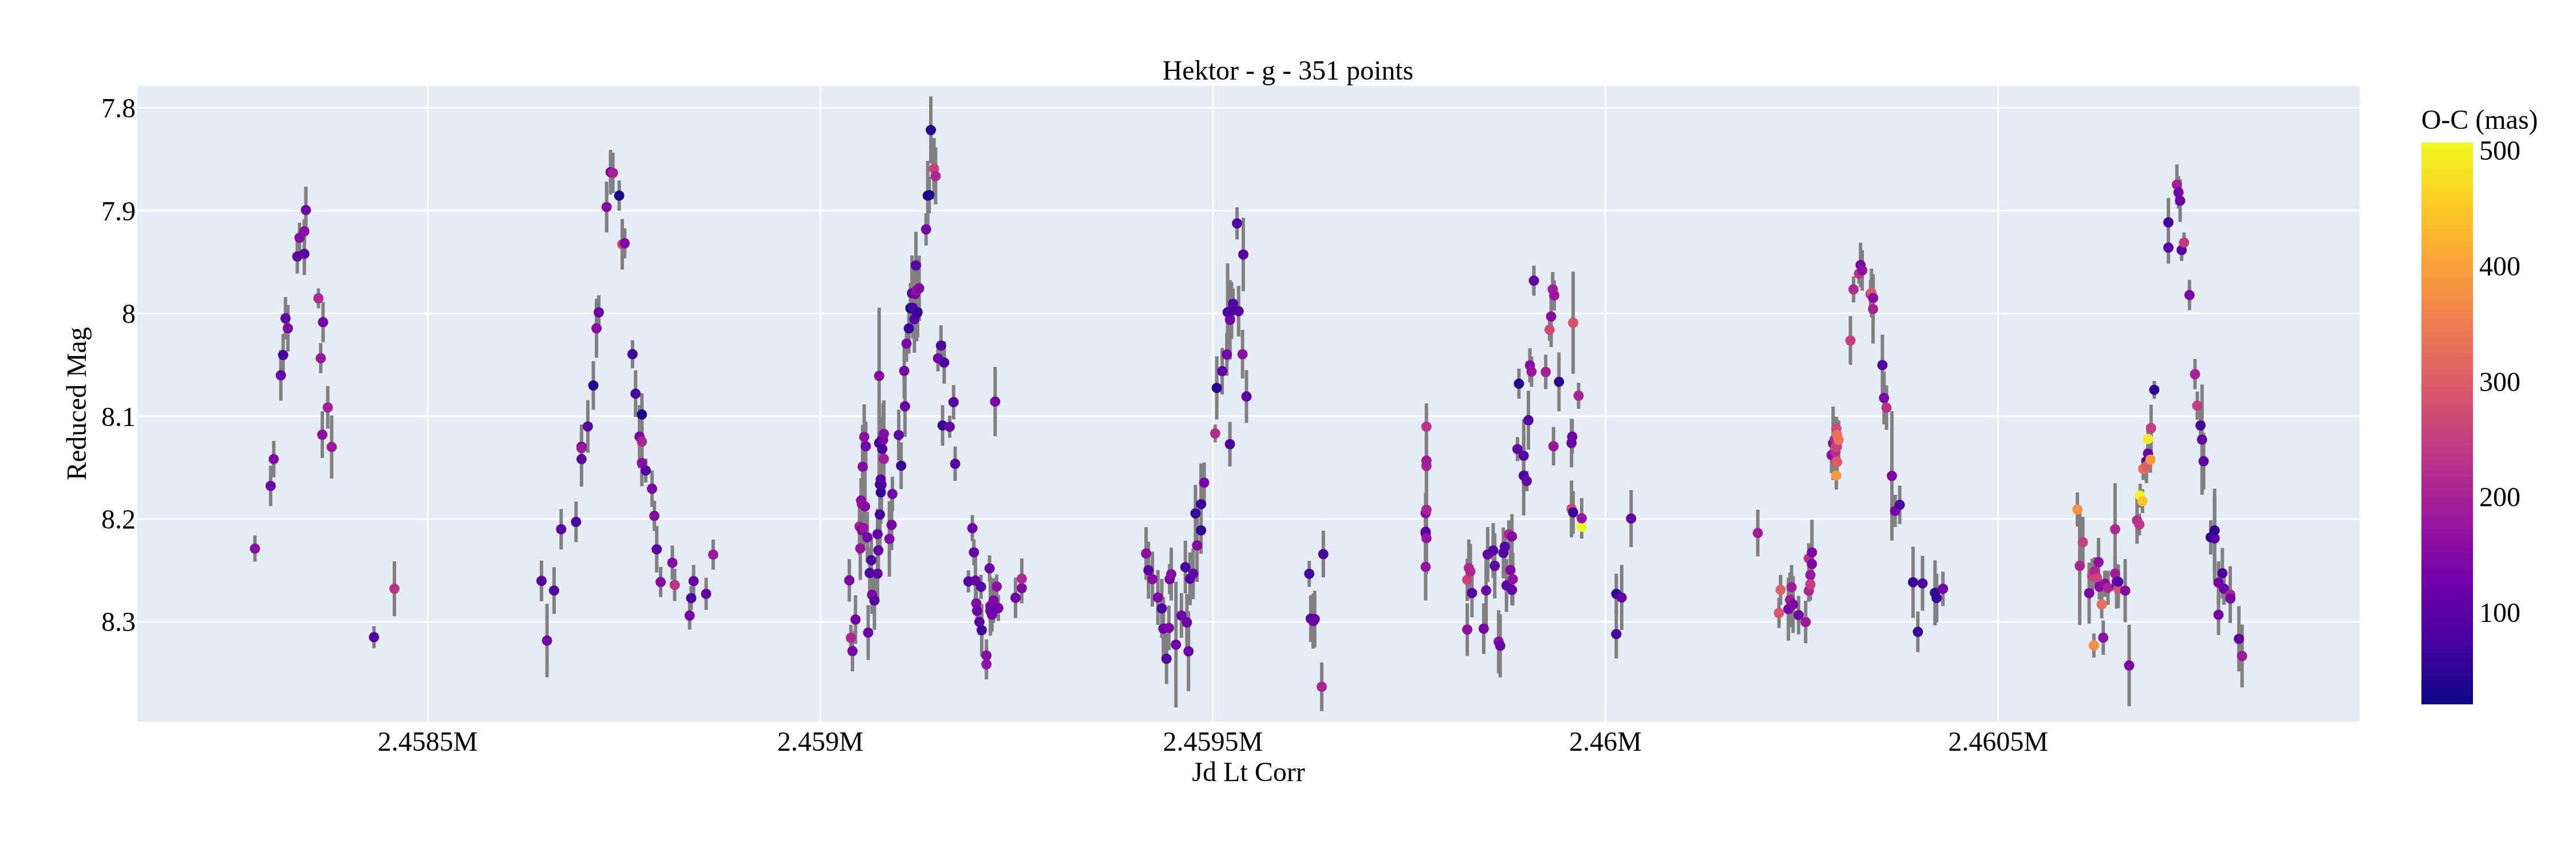 Hektor - g - 351 points
O-C (mas)
7.8
7.9
8
8.1
8.2
8.3
Reduced Mag
500
400
300
200
100
2.4585M
2.459M
2.4595M
2.46M
2.4605M
Jd Lt Corr